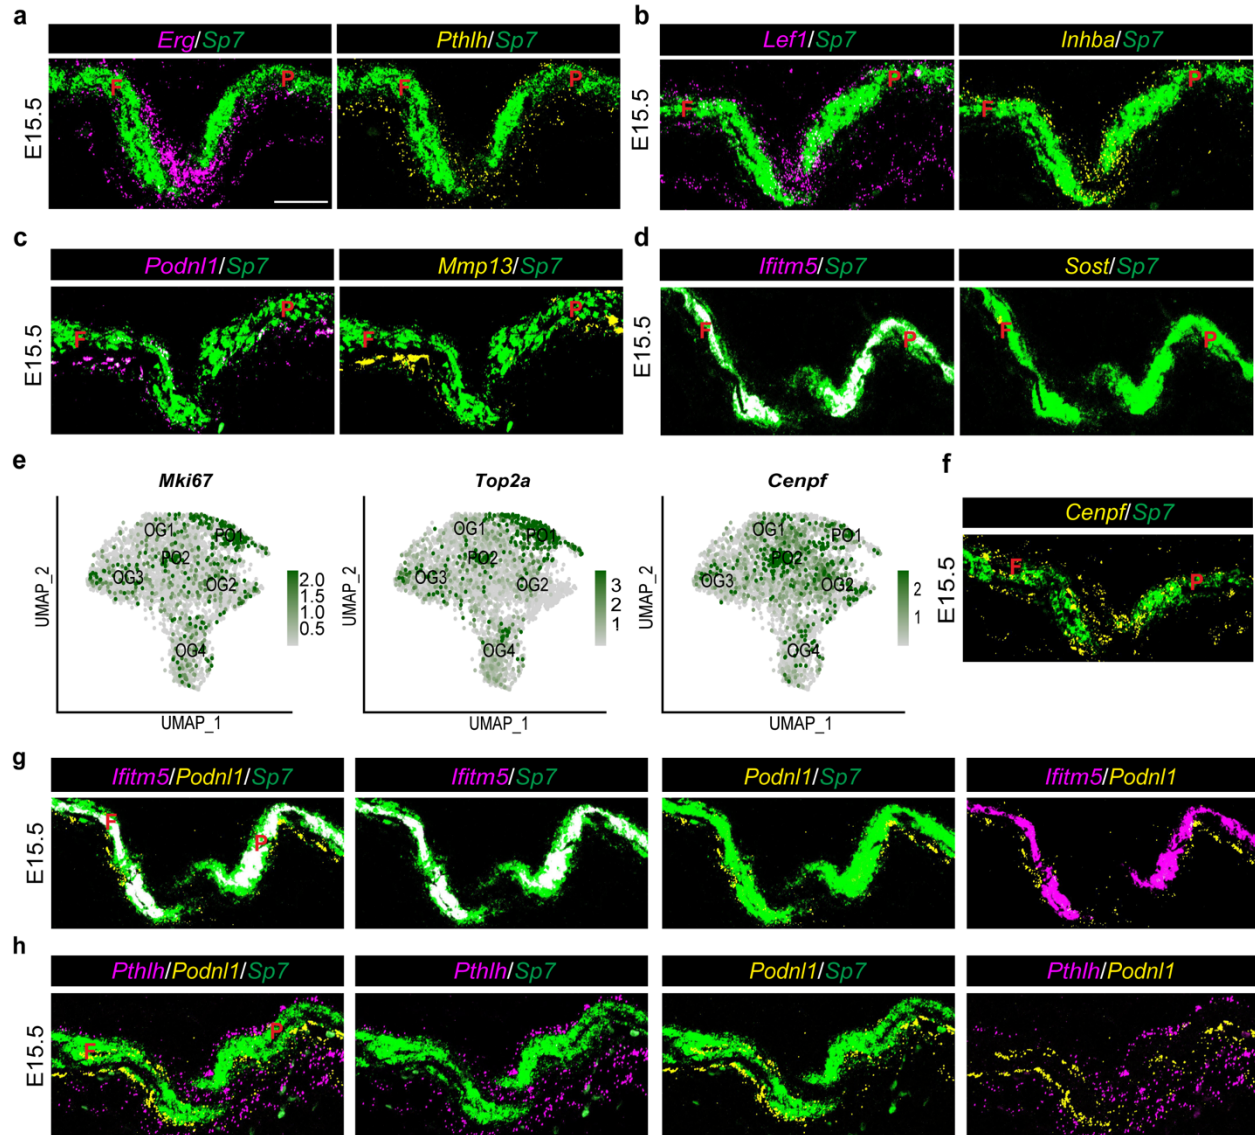 a
Erg/Sp7
Pthlh/Sp7
E15.5
F
P
F
P
b
Lef1/Sp7
Inhba/Sp7
E15.5
F
P
F
P
c
Podnl1/Sp7
Mmp13/Sp7
E15.5
F
P
F
P
d
Ifitm5/Sp7
Sost/Sp7
E15.5
F
P
F
P
e
Mki67
UMAP_2
OG1
PO1
PO2
OG3
OG2
OG4
2.0
1.5
1.0
0.5
UMAP_1
Top2a
UMAP_2
OG1
PO1
PO2
OG3
OG2
OG4
3
2
1
UMAP_1
Cenpf
UMAP_2
OG1
PO1
PO2
OG3
OG2
OG4
2
1
UMAP_1
f
Cenpf/Sp7
E15.5
F
P
g
Ifitm5/Podnl1/Sp7
Ifitm5/Sp7
Podnl1/Sp7
Ifitm5/Podnl1
E15.5
F
P
h
Pthlh/Podnl1/Sp7
Pthlh/Sp7
Podnl1/Sp7
Pthlh/Podnl1
E15.5
F
P